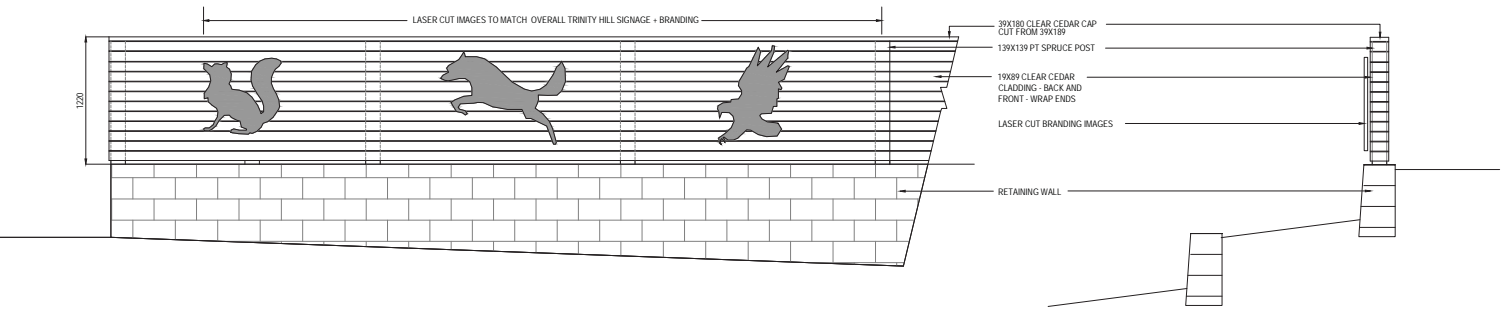 LASER CUT IMAGES TO MATCH OVERALL TRINITY HILL SIGNAGE + BRANDING
39X180 CLEAR CEDAR CAP
CUT FROM 39X189
139X139 PT SPRUCE POST
1220
19X89 CLEAR CEDAR
CLADDING - BACK AND
FRONT - WRAP ENDS
LASER CUT BRANDING IMAGES
RETAINING WALL